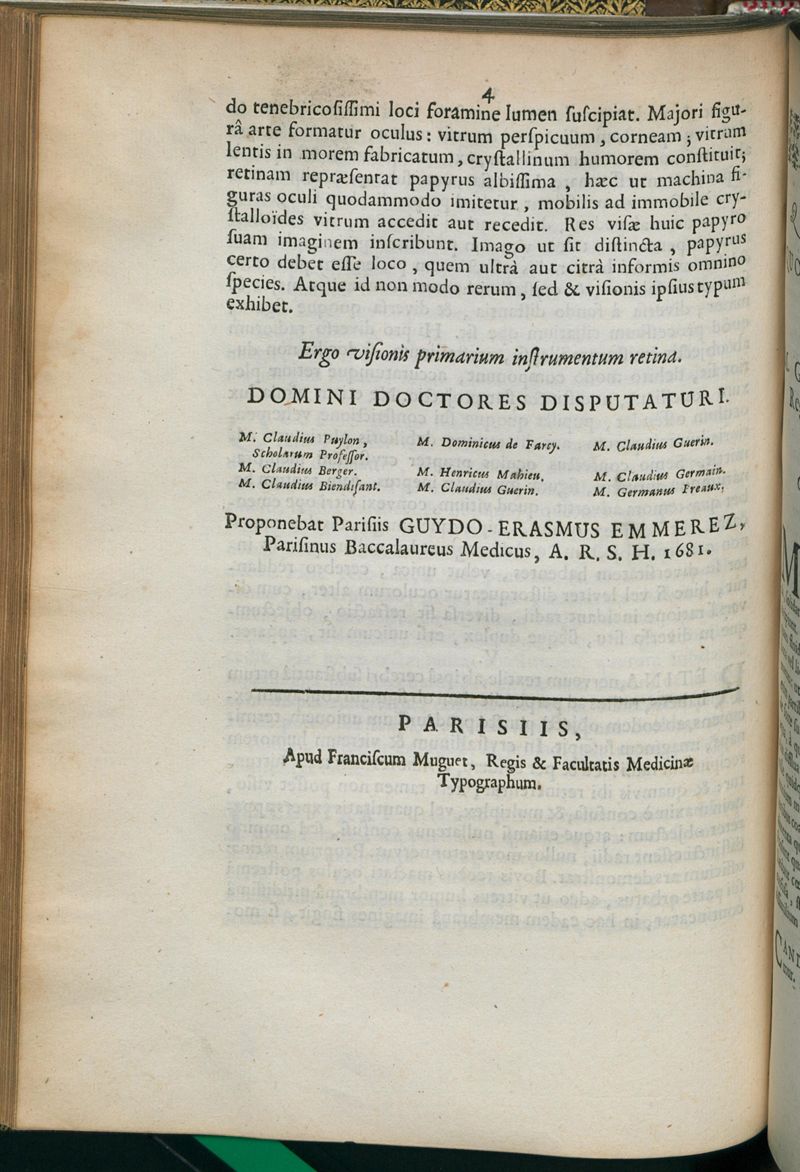 4
do tenebricosissimi loci foramine lumen suscipiat. Majori figu-
râ arte formatur oculus: vitrum perspicuum, corneam; vitrum
lentis in morem fabricatum, crystallinum humorem constituit;
retinam repræsentat papyrus albissima, hæc ut machina fi-
guras oculi quodammodo imitetur, mobilis ad immobile cry-
stalloïdes vitrum accedit aut recedit. Res visæ huic papyro
suam imaginem inscribunt. Imago ut sit distincta, papyrus
certo debet esse loco, quem ultrà aut citrà informis omnino
species. Atque id non modo rerum, sed & visionis ipsius typum
exhibet.
Ergo visionis primarium instrumentum retina.
DOMINI DOCTORES DISPUTATURI.
M. Claudius Puylon, M. Dominicus de Farcy. M. Claudius Guerin.
Scholarum Professor.
M. Claudius Berger. M. Henricus Mahieu. M. Claudius Germain.
M. Claudius Biendisant. M. Claudius Guerin. M. Germanus Preaux.
Proponebat Parisiis GUYDO-ERASMUS EMMEREZ,
Parisinus Baccalaureus Medicus, A. R. S. H. 1681.
PARISIIS,
Apud Franciscum Muguet, Regis & Facultatis Medicinæ
Typographum.